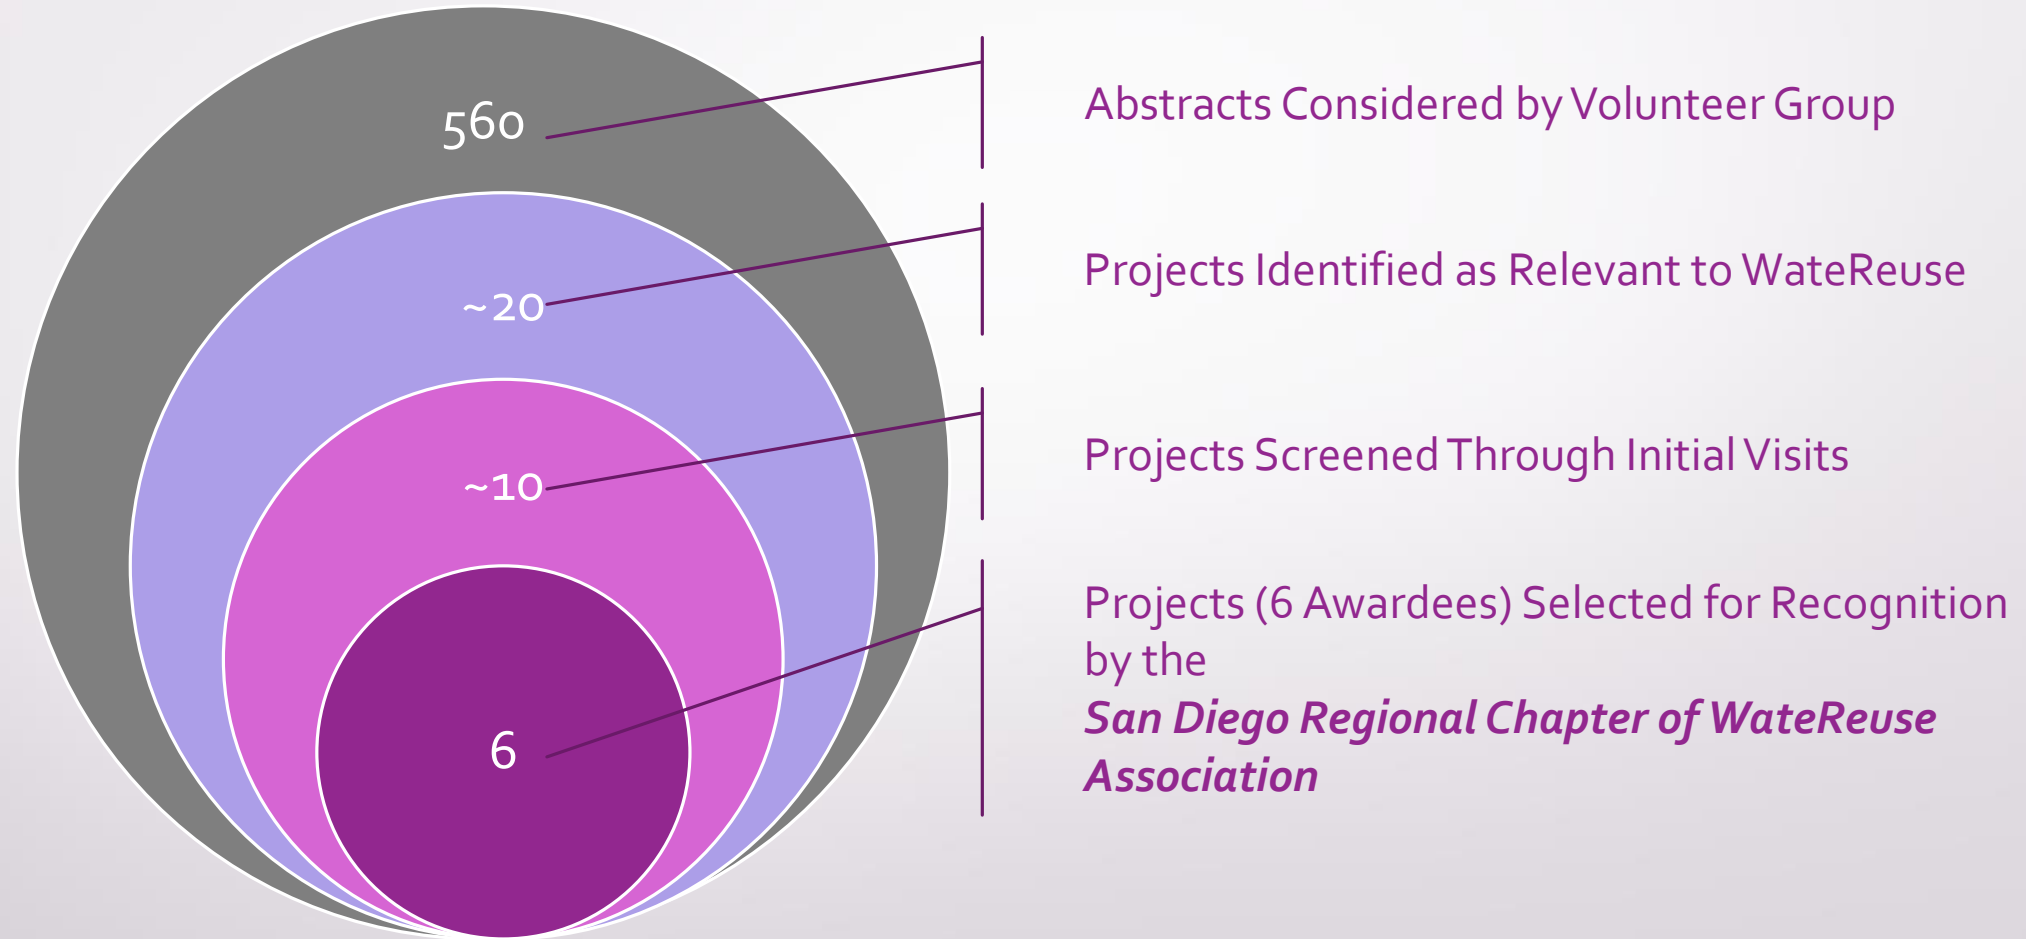 560
Abstracts Considered by Volunteer Group
~20
Projects Identified as Relevant to WateReuse
~10
Projects Screened Through Initial Visits
6
Projects (6 Awardees) Selected for Recognition
by the
San Diego Regional Chapter of WateReuse
Association